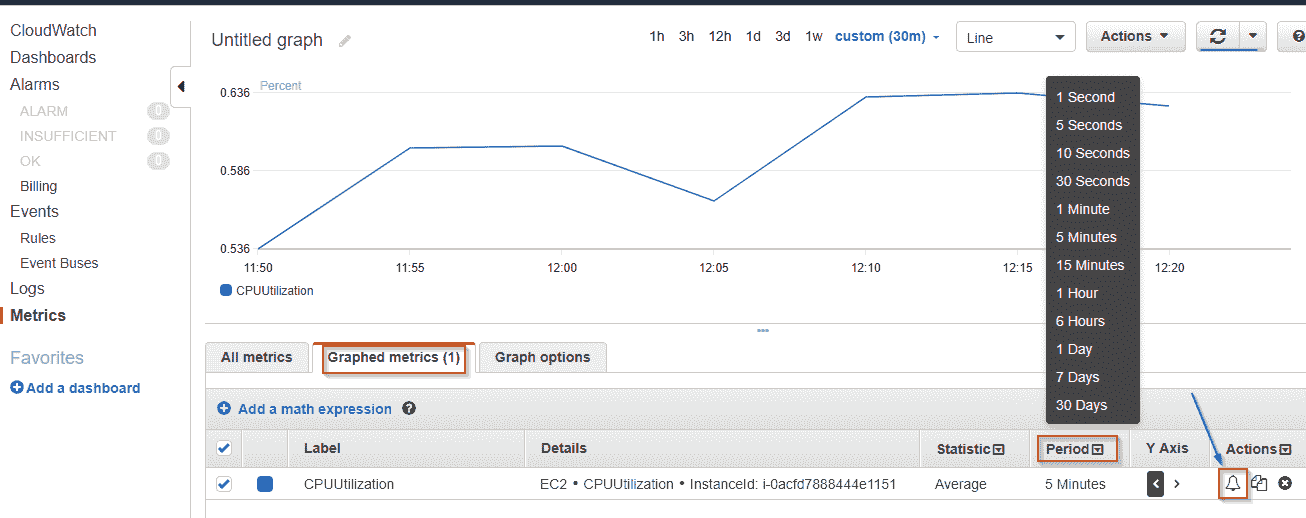 CloudWatch
Dashboards
Alarms
ALARM 0
INSUFFICIENT 0
OK 0
Billing
Events
Rules
Event Buses
Logs
Metrics
Favorites
Add a dashboard
Untitled graph
1h 3h 12h 1d 3d 1w custom (30m) Line Actions
Percent
0.636
0.586
0.536
11:50 11:55 12:00 12:05 12:10 12:15 12:20
CPUUtilization
1 Second
5 Seconds
10 Seconds
30 Seconds
1 Minute
5 Minutes
15 Minutes
1 Hour
6 Hours
1 Day
7 Days
30 Days
All metrics Graphed metrics (1) Graph options
Add a math expression ?
Label Details Statistic Period Y Axis Actions
CPUUtilization EC2 • CPUUtilization • InstanceId: i-0acfd7888444e1151 Average 5 Minutes < >